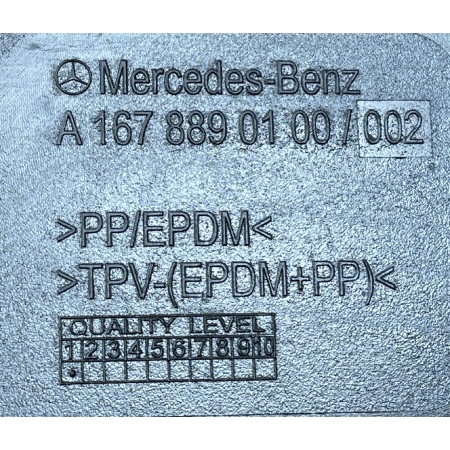 Mercedes-Benz
A 167 889 01 00 / 002
>PP/EPDM<
>TPV-(EPDM+PP)<
QUALITY LEVEL
1 2 3 4 5 6 7 8 9 10